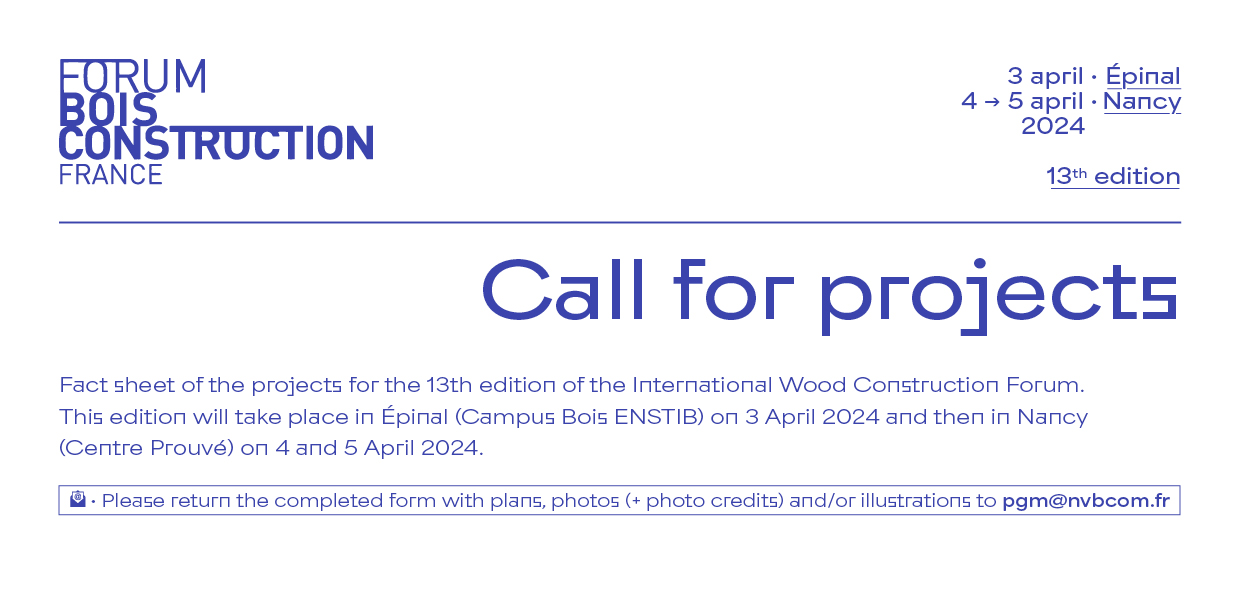 FORUM
BOIS
CONSTRUCTION
FRANCE
3 april · Épinal
4 → 5 april · Nancy
2024
13th edition
Call for projects
Fact sheet of the projects for the 13th edition of the International Wood Construction Forum.
This edition will take place in Épinal (Campus Bois ENSTIB) on 3 April 2024 and then in Nancy
(Centre Prouvé) on 4 and 5 April 2024.
· Please return the completed form with plans, photos (+ photo credits) and/or illustrations to pgm@nvbcom.fr